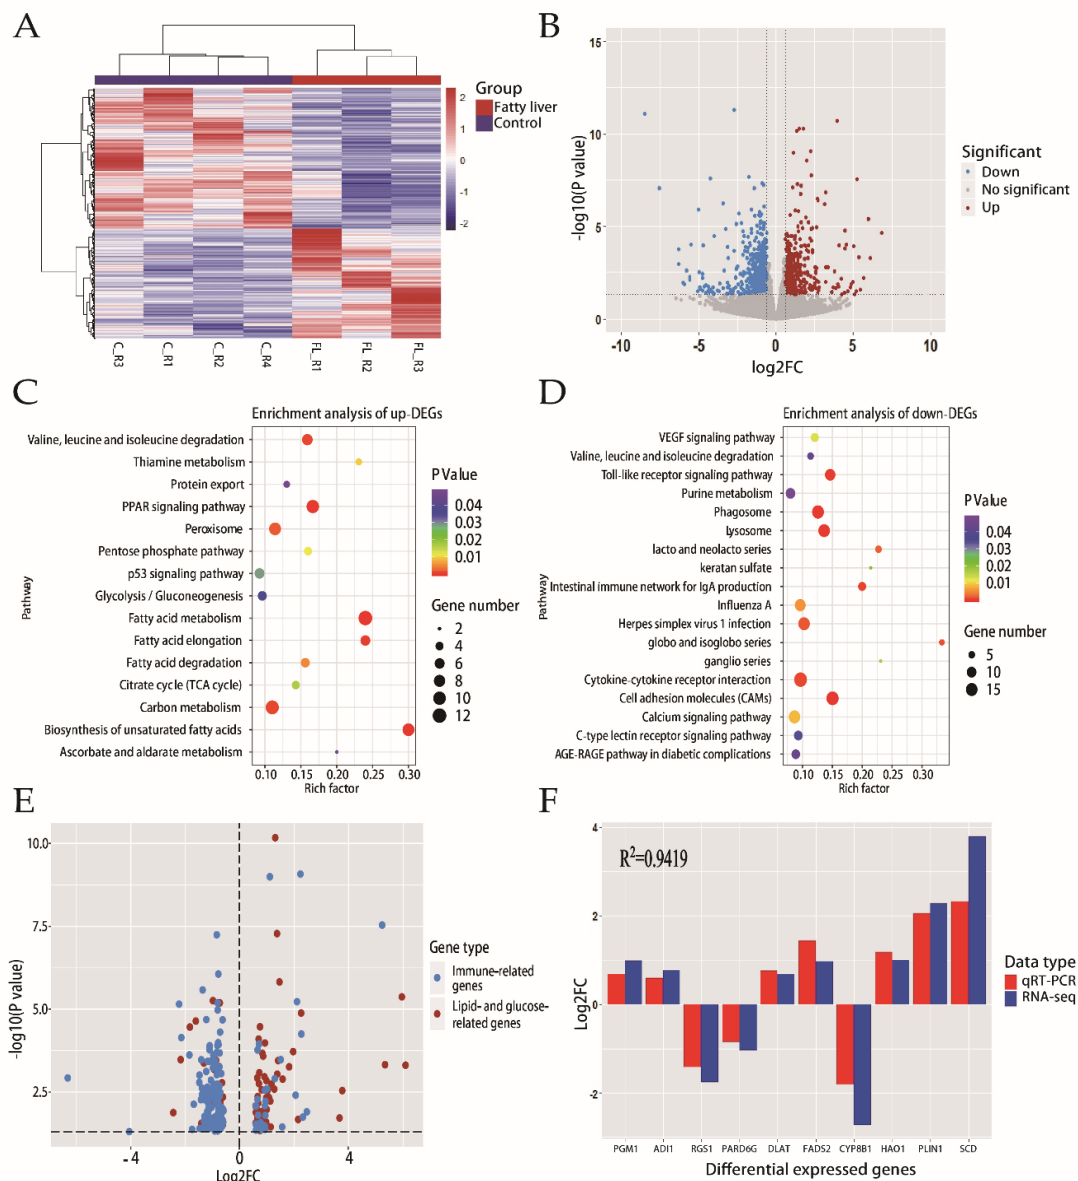 A
Group
Fatty liver
Control
2
1
0
-1
-2
C_R3
C_R1
C_R2
C_R4
FL_R1
FL_R2
FL_R3
B
15
10
5
0
-log10(P value)
-10
-5
0
5
10
log2FC
Significant
Down
No significant
Up
C
Enrichment analysis of up-DEGs
Pathway
Valine, leucine and isoleucine degradation
Thiamine metabolism
Protein export
PPAR signaling pathway
Peroxisome
Pentose phosphate pathway
p53 signaling pathway
Glycolysis / Gluconeogenesis
Fatty acid metabolism
Fatty acid elongation
Fatty acid degradation
Citrate cycle (TCA cycle)
Carbon metabolism
Biosynthesis of unsaturated fatty acids
Ascorbate and aldarate metabolism
0.10
0.15
0.20
0.25
0.30
Rich factor
P Value
0.04
0.03
0.02
0.01
Gene number
2
4
6
8
10
12
D
Enrichment analysis of down-DEGs
Pathway
VEGF signaling pathway
Valine, leucine and isoleucine degradation
Toll-like receptor signaling pathway
Purine metabolism
Phagosome
Lysosome
lacto and neolacto series
keratan sulfate
Intestinal immune network for IgA production
Influenza A
Herpes simplex virus 1 infection
globo and isoglobo series
ganglio series
Cytokine-cytokine receptor interaction
Cell adhesion molecules (CAMs)
Calcium signaling pathway
C-type lectin receptor signaling pathway
AGE-RAGE pathway in diabetic complications
0.10
0.15
0.20
0.25
0.30
Rich factor
P Value
0.04
0.03
0.02
0.01
Gene number
5
10
15
E
10.0
7.5
5.0
2.5
-log10(P value)
-4
0
4
Log2FC
Gene type
Immune-related
genes
Lipid- and glucose-
related genes
F
R²=0.9419
4
2
0
-2
Log2FC
PGM1
ADI1
RGS1
PARD6G
DLAT
FADS2
CYP8B1
HAO1
PLIN1
SCD
Differential expressed genes
Data type
qRT-PCR
RNA-seq